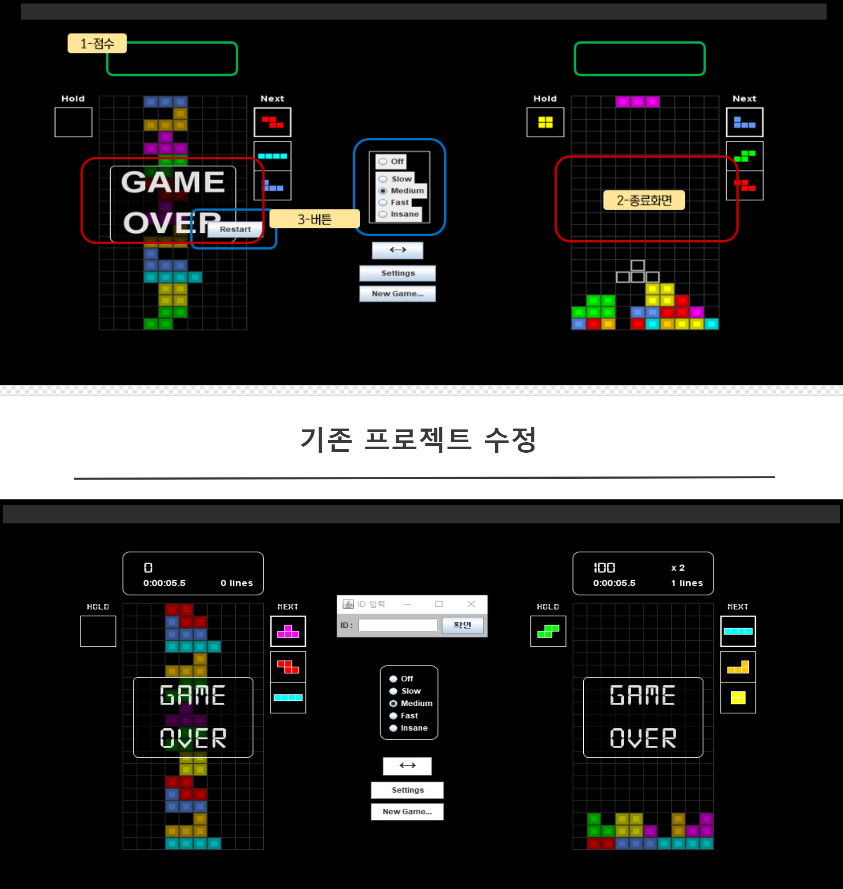 1-점수
Hold
Next
Hold
Next
Off
Slow
Medium
Fast
Insane
GAME
OVER
Restart
3-버튼
2-종료화면
Settings
New Game...
기존 프로젝트 수정
0
0:00:05.5 0 lines
100 x 2
0:00:05.5 1 lines
HOLD
NEXT
ID 입력
ID :
확인
HOLD
NEXT
GAME
OVER
Off
Slow
Medium
Fast
Insane
GAME
OVER
Settings
New Game...